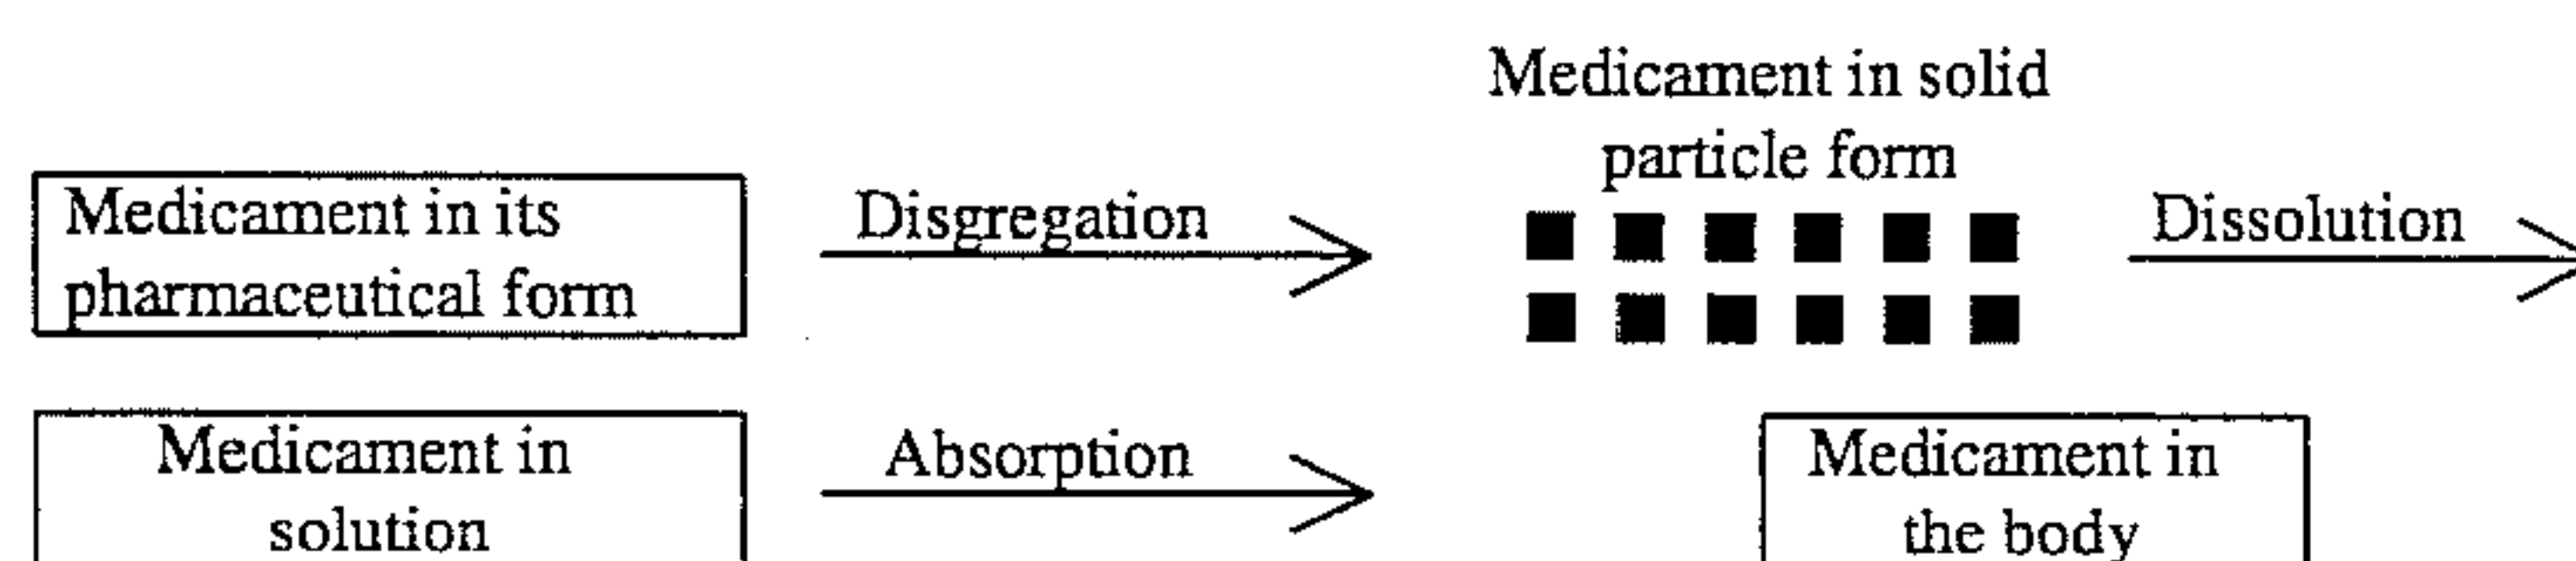 Medicament in its
pharmaceutical form
Disgregation
Medicament in solid
particle form
Dissolution
Medicament in
solution
Absorption
Medicament in
the body